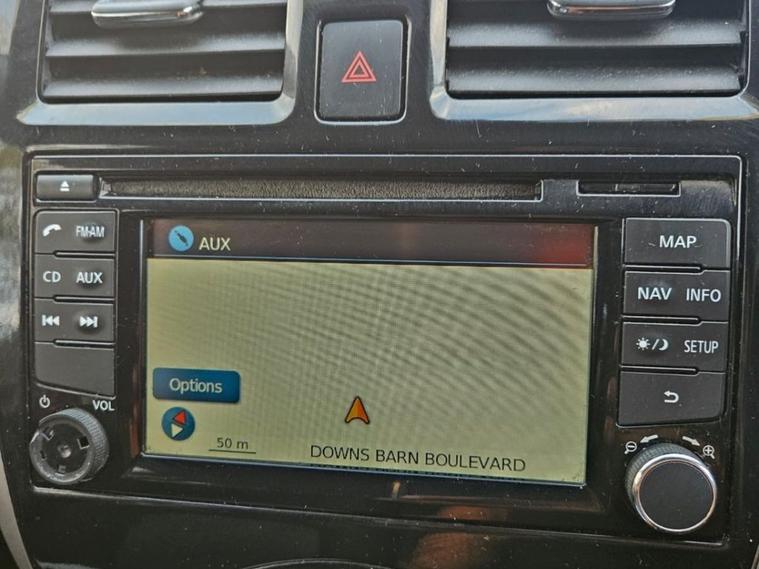 FM·AM
AUX
MAP
CD AUX
NAV INFO
SETUP
Options
VOL
50 m
DOWNS BARN BOULEVARD